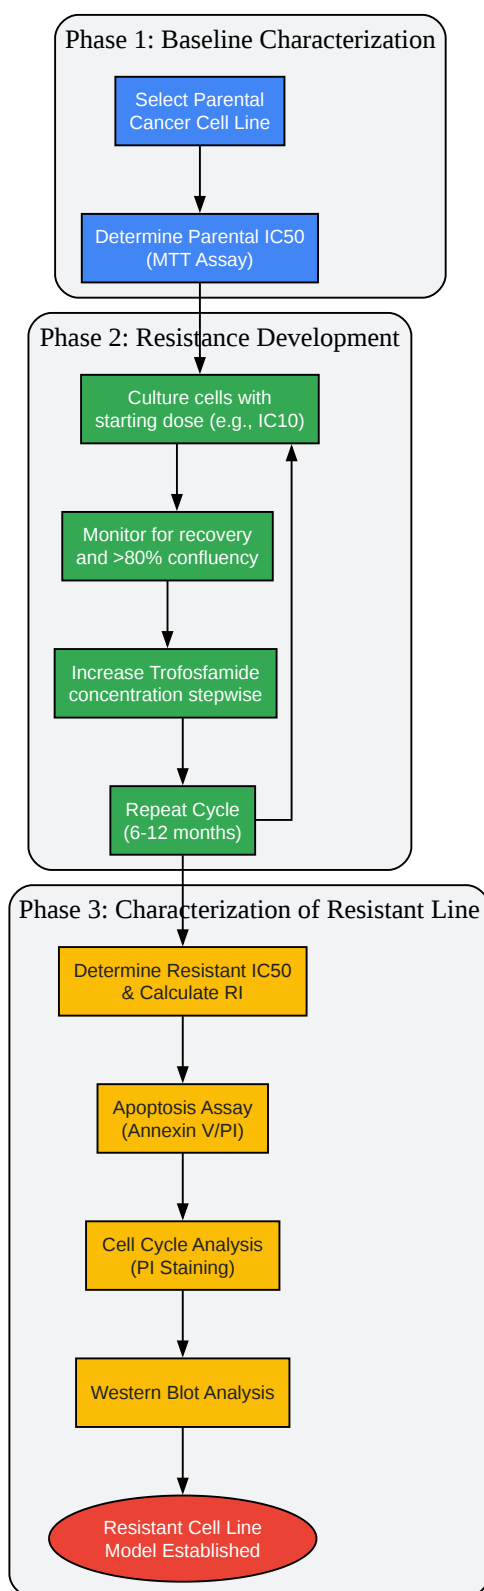 Phase 1: Baseline Characterization
Select Parental
Cancer Cell Line
Determine Parental IC50
(MTT Assay)
Phase 2: Resistance Development
Culture cells with
starting dose (e.g., IC10)
Monitor for recovery
and >80% confluency
Increase Trofosfamide
concentration stepwise
Repeat Cycle
(6-12 months)
Phase 3: Characterization of Resistant Line
Determine Resistant IC50
& Calculate RI
Apoptosis Assay
(Annexin V/PI)
Cell Cycle Analysis
(PI Staining)
Western Blot Analysis
Resistant Cell Line
Model Established